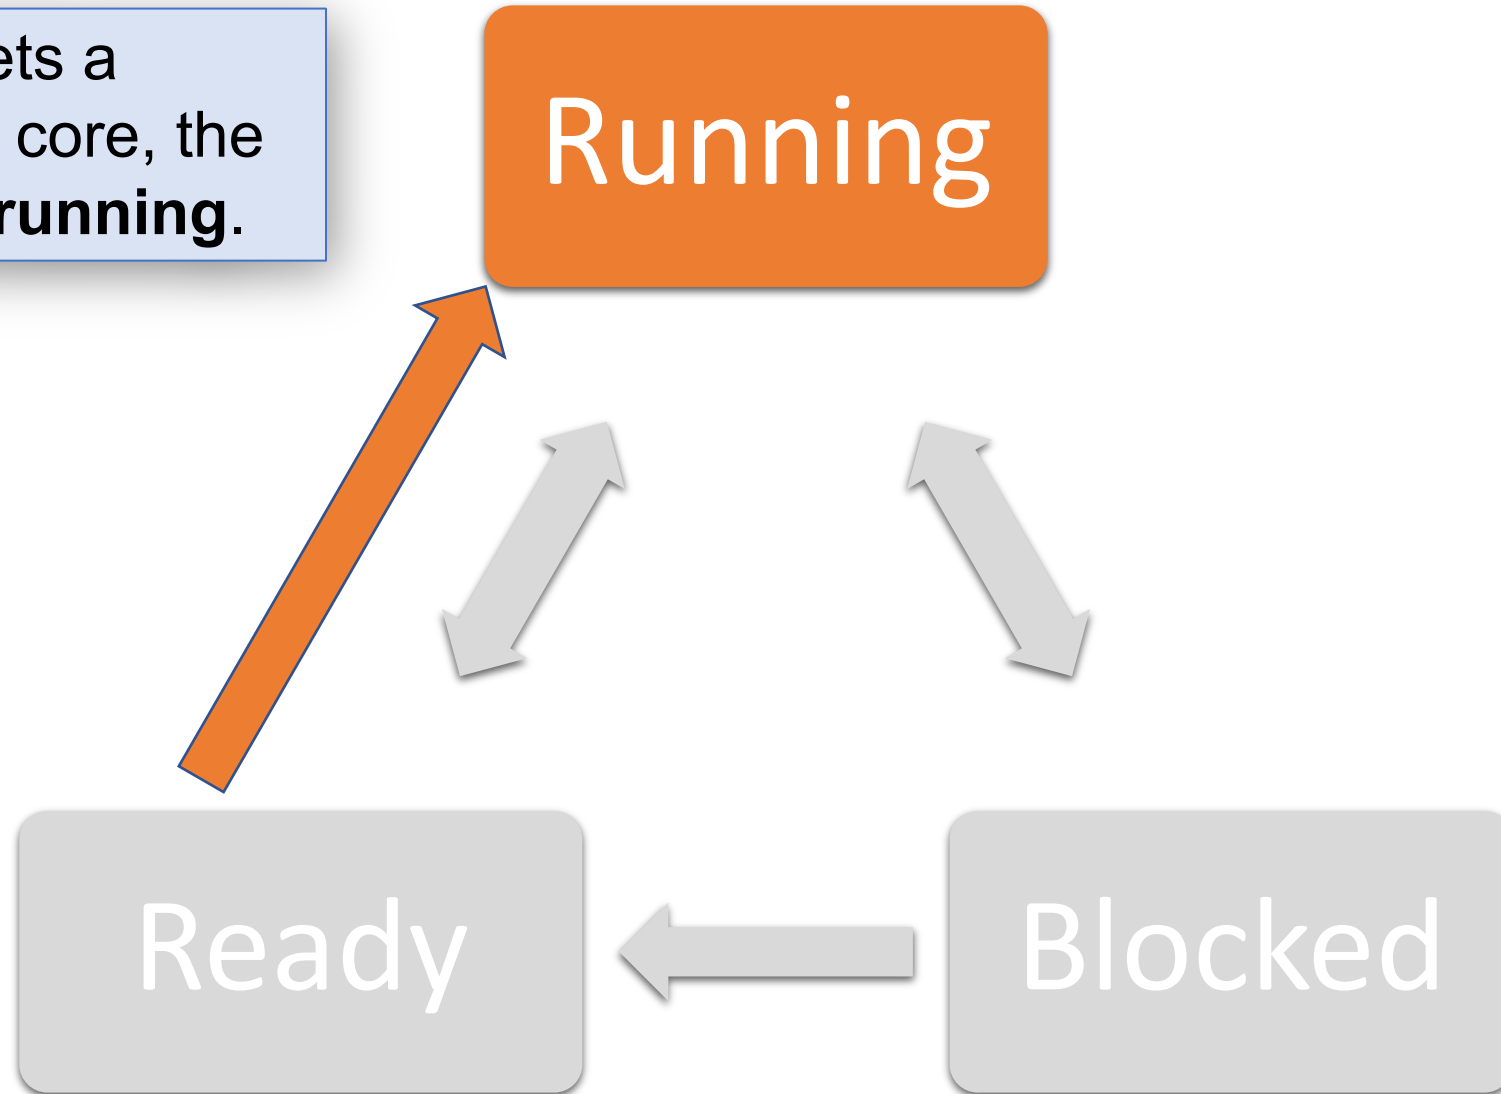 ets a
core, the
running.
Running
Ready
Blocked